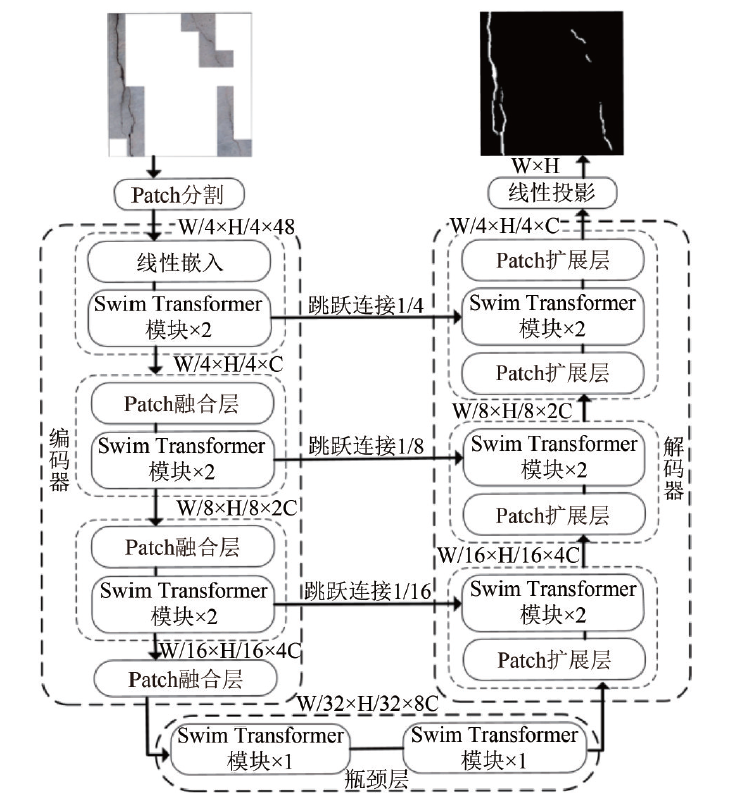 W×H
Patch分割
线性投影
W/4×H/4×48
W/4×H/4×C
线性嵌入
Patch扩展层
Swim Transformer
模块×2
跳跃连接1/4
Swim Transformer
模块×2
Patch扩展层
W/4×H/4×C
W/8×H/8×2C
Patch融合层
编码器
Swim Transformer
模块×2
跳跃连接1/8
Swim Transformer
模块×2
解码器
Patch扩展层
W/8×H/8×2C
W/16×H/16×4C
Patch融合层
Swim Transformer
模块×2
跳跃连接1/16
Swim Transformer
模块×2
W/16×H/16×4C
Patch扩展层
Patch融合层
W/32×H/32×8C
Swim Transformer
模块×1
Swim Transformer
模块×1
瓶颈层